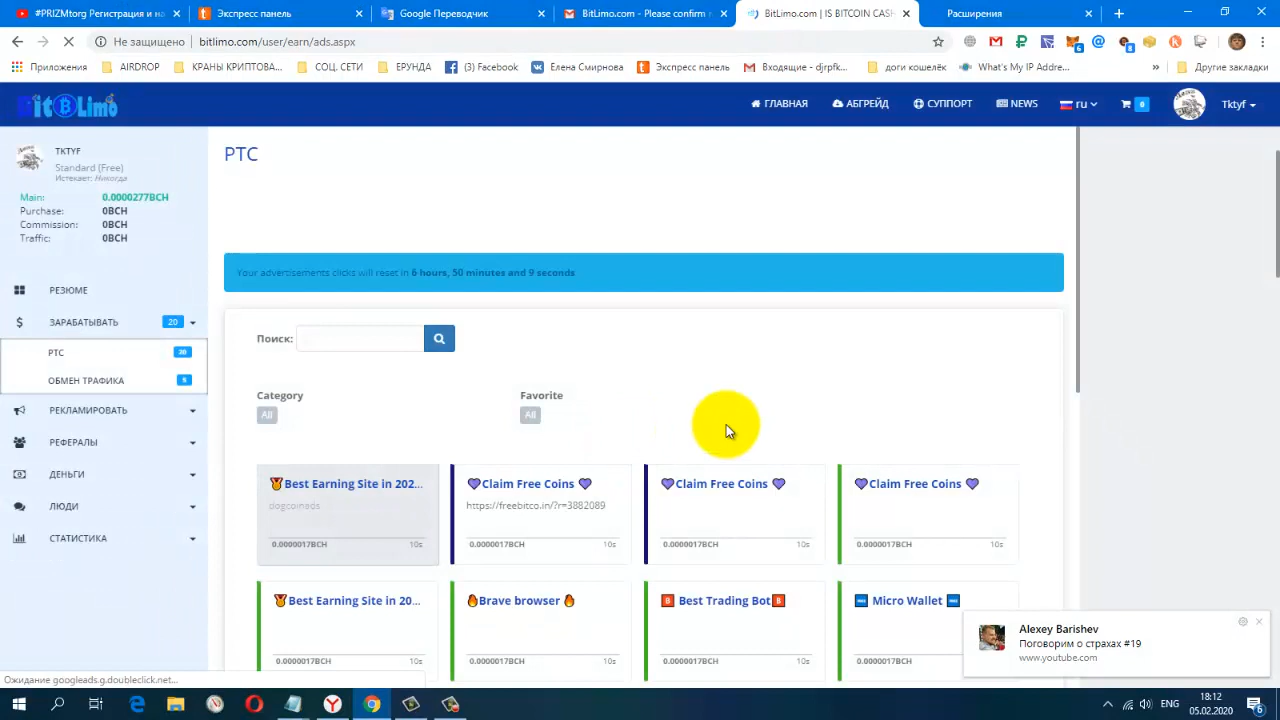 #PRIZMtorg Регистрация и на
Экспресс панель
Google Переводчик
BitLimo.com - Please confirm r
BitLimo.com | IS BITCOIN CASH
Расширения
Не защищено | bitlimo.com/user/earn/ads.aspx
Приложения
AIRDROP
КРАНЫ КРИПТОВА...
СОЦ. СЕТИ
ЕРУНДА
(3) Facebook
Елена Смирнова
Экспресс панель
Входящие - djrpfk...
доги кошелёк
What's My IP Addre...
Другие закладки
BitLimo
ГЛАВНАЯ
АБГРЕЙД
СУППОРТ
NEWS
ru
0
Tktyf
TKTYF
Standard (Free)
Истекает: Никогда
Main: 0.0000277BCH
Purchase: 0BCH
Commission: 0BCH
Traffic: 0BCH
РЕЗЮМЕ
ЗАРАБАТЫВАТЬ 20
PTC 20
ОБМЕН ТРАФИКА
РЕКЛАМИРОВАТЬ
РЕФЕРАЛЫ
ДЕНЬГИ
ЛЮДИ
СТАТИСТИКА
PTC
Your advertisements clicks will reset in 6 hours, 50 minutes and 9 seconds
Поиск:
Category
All
Favorite
All
Best Earning Site in 202...
dogcoinads
0.0000017BCH 10s
Claim Free Coins
https://freebitco.in/?r=3882089
0.0000017BCH 10s
Claim Free Coins
0.0000017BCH 10s
Claim Free Coins
0.0000017BCH 10s
Best Earning Site in 20...
0.0000017BCH 10s
Brave browser
0.0000017BCH 10s
Best Trading Bot
0.0000017BCH 10s
Micro Wallet
0.0000017BCH
Alexey Barishev
Поговорим о страхах #19
www.youtube.com
Ожидание googleads.g.doubleclick.net...
ENG
18:12
05.02.2020